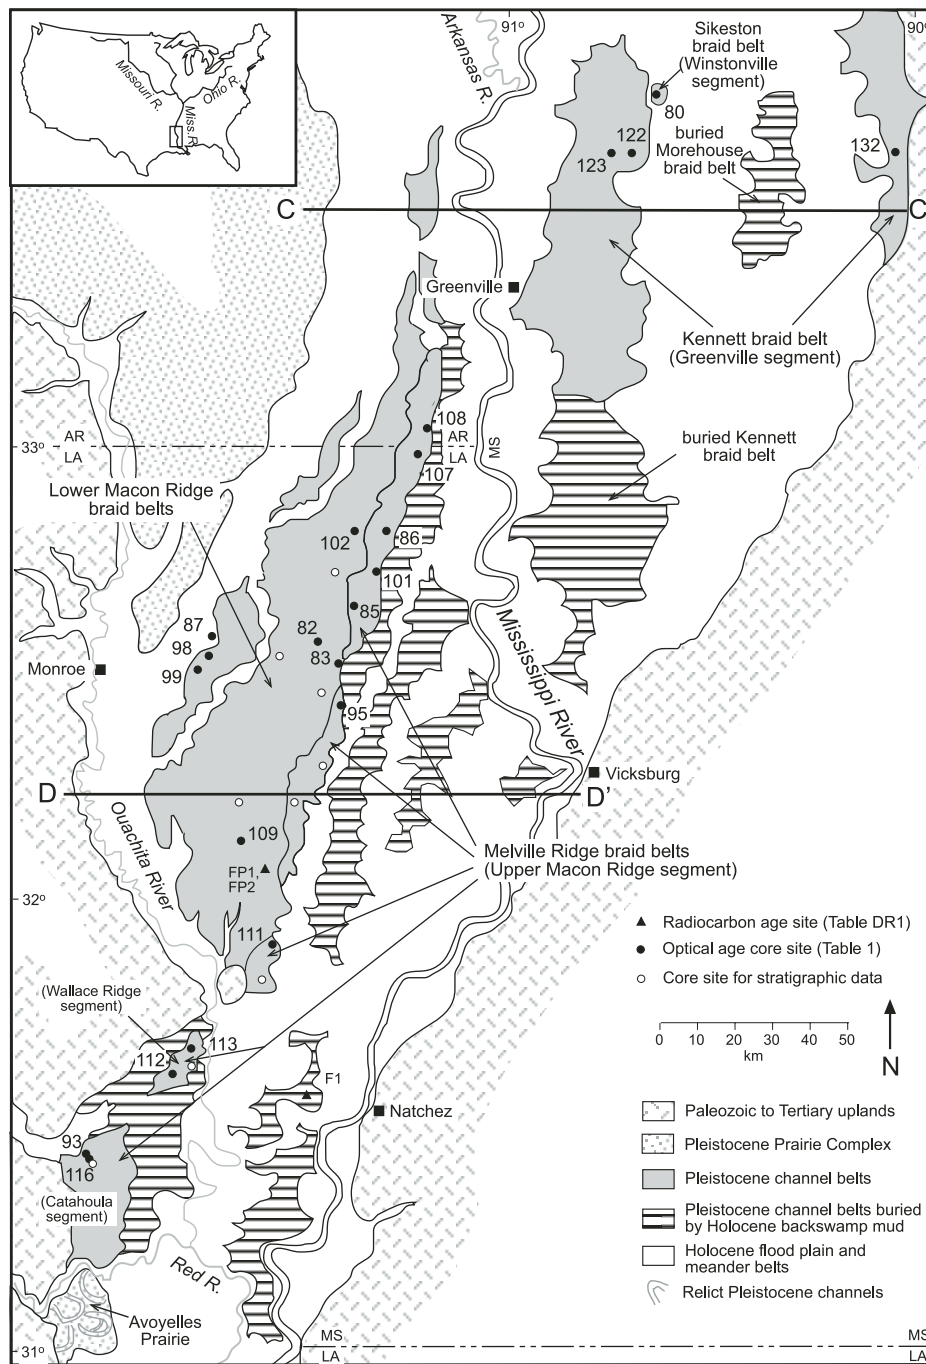 Missouri R.
Ohio R.
Miss. R.
Arkansas R.
91°
90°
Sikeston
braid belt
(Winstonville
segment)
80
buried
Morehouse
braid belt
122
123
132
C
C'
Greenville
Kennett braid belt
(Greenville segment)
MS
108
33°
AR
LA
AR
LA
107
buried Kennett
braid belt
Lower Macon Ridge
braid belts
102
86
101
85
87
98
99
82
83
95
Monroe
Mississippi River
Vicksburg
D
D'
Ouachita River
109
FP1,
FP2
Melville Ridge braid belts
(Upper Macon Ridge segment)
32°
111
Radiocarbon age site (Table DR1)
Optical age core site (Table 1)
Core site for stratigraphic data
(Wallace Ridge
segment)
0 10 20 30 40 50
km
N
113
112
F1
Natchez
93
116
(Catahoula
segment)
Paleozoic to Tertiary uplands
Pleistocene Prairie Complex
Pleistocene channel belts
Pleistocene channel belts buried
by Holocene backswamp mud
Holocene flood plain and
meander belts
Relict Pleistocene channels
Red R.
Avoyelles
Prairie
31°
MS
LA
MS
LA